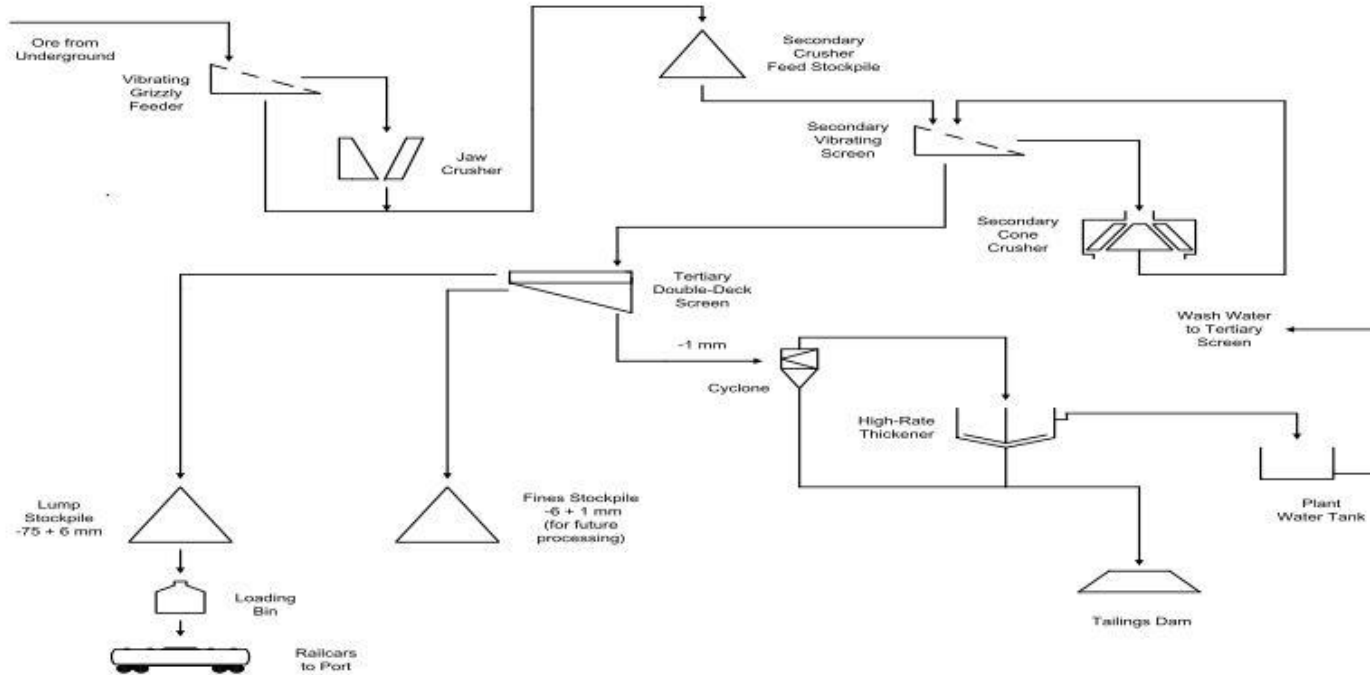 Ore from
Underground
Vibrating
Grizzly
Feeder
Jaw
Crusher
Secondary
Crusher
Feed Stockpile
Secondary
Vibrating
Screen
Secondary
Cone
Crusher
Tertiary
Double-Deck
Screen
Wash Water
to Tertiary
Screen
-1 mm
Cyclone
High-Rate
Thickener
Plant
Water Tank
Lump
Stockpile
-75 + 6 mm
Fines Stockpile
-6 + 1 mm
(for future
processing)
Loading
Bin
Tailings Dam
Railcars
to Port